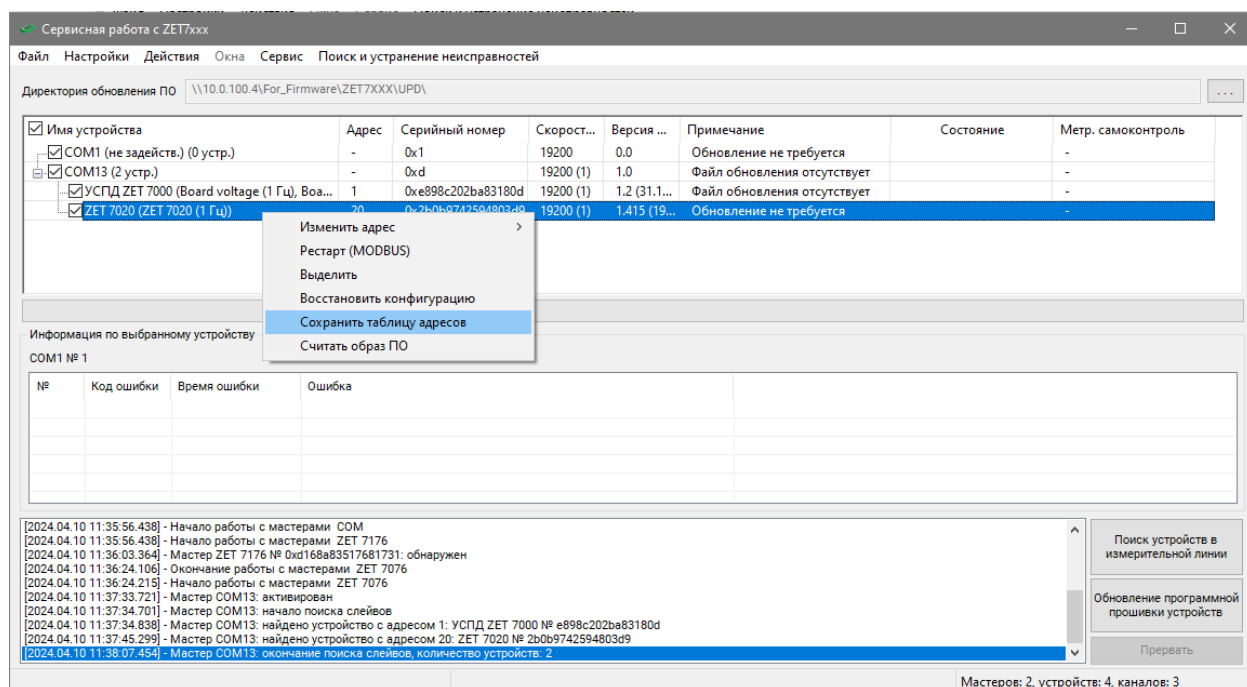 Сервисная работа с ZET7xxx
Файл Настройки Действия Окна Сервис Поиск и устранение неисправностей
Директория обновления ПО \\10.0.100.4\For_Firmware\ZET7XXX\UPD\ ...
Имя устройства Адрес Серийный номер Скорост... Версия ... Примечание Состояние Метр. самоконтроль
COM1 (не задейств.) (0 устр.) - 0x1 19200 0.0 Обновление не требуется -
COM13 (2 устр.) - 0xd 19200 (1) 1.0 Файл обновления отсутствует -
УСПД ZET 7000 (Board voltage (1 Гц), Boa... 1 0xe898c202ba83180d 19200 (1) 1.2 (31.1... Файл обновления отсутствует -
ZET 7020 (ZET 7020 (1 Гц)) 20 0x2b0b9742594803d9 19200 (1) 1.415 (19... Обновление не требуется -
Изменить адрес >
Рестарт (MODBUS)
Выделить
Восстановить конфигурацию
Сохранить таблицу адресов
Считать образ ПО
Информация по выбранному устройству
COM1 № 1
№ Код ошибки Время ошибки Ошибка
[2024.04.10 11:35:56.438] - Начало работы с мастерами COM
[2024.04.10 11:35:56.438] - Начало работы с мастерами ZET 7176
[2024.04.10 11:36:03.364] - Мастер ZET 7176 № 0xd168a83517681731: обнаружен
[2024.04.10 11:36:24.106] - Окончание работы с мастерами ZET 7076
[2024.04.10 11:36:24.215] - Начало работы с мастерами ZET 7076
[2024.04.10 11:37:33.721] - Мастер COM13: активирован
[2024.04.10 11:37:34.701] - Мастер COM13: начало поиска слейвов
[2024.04.10 11:37:34.838] - Мастер COM13: найдено устройство с адресом 1: УСПД ZET 7000 № e898c202ba83180d
[2024.04.10 11:37:45.299] - Мастер COM13: найдено устройство с адресом 20: ZET 7020 № 2b0b9742594803d9
[2024.04.10 11:38:07.454] - Мастер COM13: окончание поиска слейвов, количество устройств: 2
Поиск устройств в
измерительной линии
Обновление программной
прошивки устройств
Прервать
Мастеров: 2, устройств: 4, каналов: 3